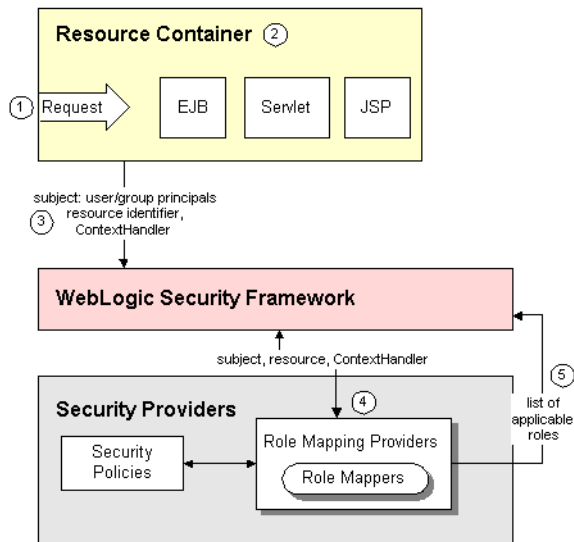 Resource Container
2
1
Request
EJB
Servlet
JSP
subject: user/group principals
resource identifier,
ContextHandler
3
WebLogic Security Framework
subject, resource, ContextHandler
5
list of
applicable
roles
4
Security Providers
Security
Policies
Role Mapping Providers
Role Mappers